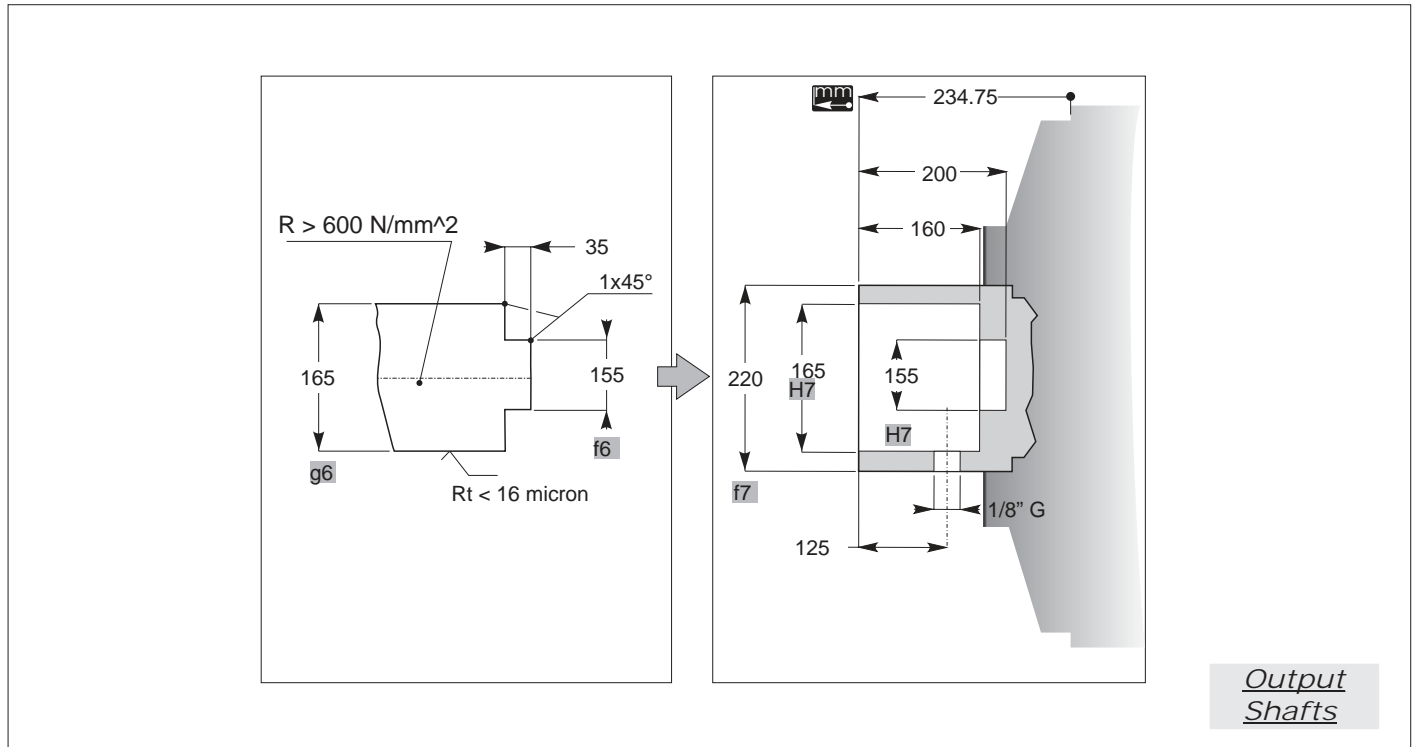 R > 600 N/mm^2
35
1x45°
165
155
g6
f6
Rt < 16 micron
mm
234.75
200
160
220
165
H7
155
H7
f7
1/8” G
125
Output
Shafts